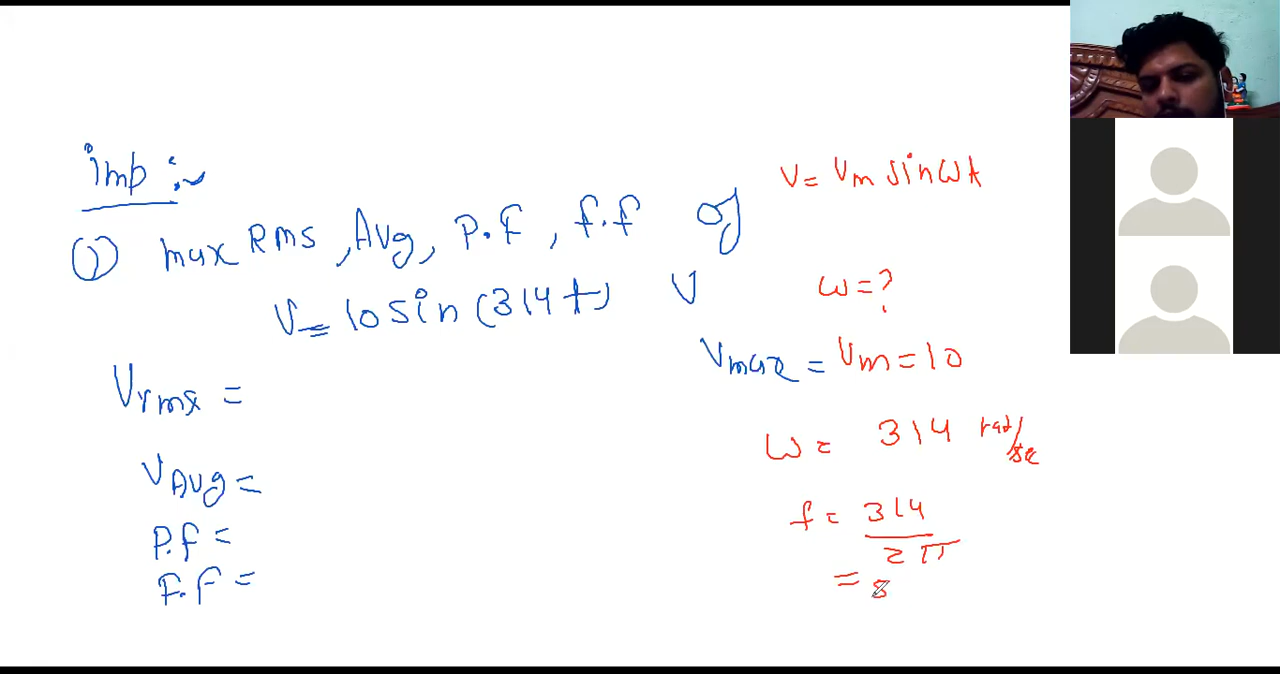 imp :~
V = Vm sin ωt
1) max RMS, Avg, P.F, f.f of
V = 10 sin (314 t) V
ω = ?
Vmax = Vm = 10
Vrms =
ω = 314 rad/sec
VAvg =
f = 314/2π
P.f =
F.F =
=